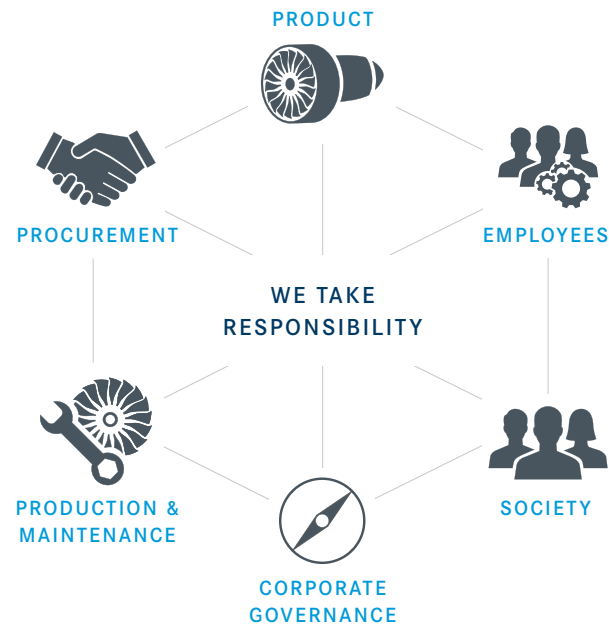 PRODUCT
PROCUREMENT
EMPLOYEES
WE TAKE
RESPONSIBILITY
PRODUCTION &
MAINTENANCE
SOCIETY
CORPORATE
GOVERNANCE